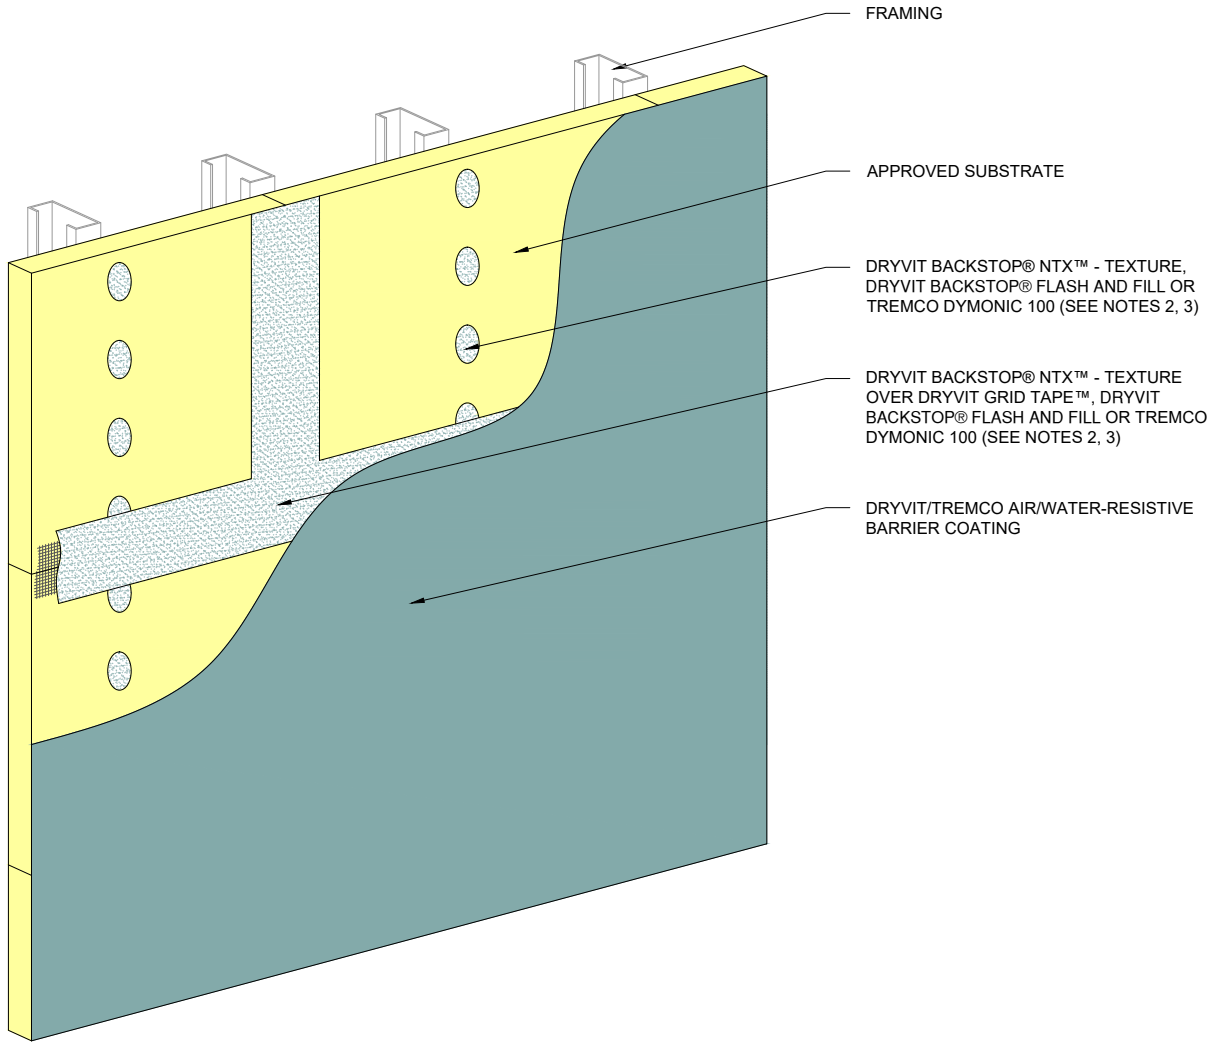 FRAMING
APPROVED SUBSTRATE
DRYVIT BACKSTOP® NTX™ - TEXTURE,
DRYVIT BACKSTOP® FLASH AND FILL OR
TREMCO DYMONIC 100 (SEE NOTES 2, 3)
DRYVIT BACKSTOP® NTX™ - TEXTURE
OVER DRYVIT GRID TAPE™, DRYVIT
BACKSTOP® FLASH AND FILL OR TREMCO
DYMONIC 100 (SEE NOTES 2, 3)
DRYVIT/TREMCO AIR/WATER-RESISTIVE
BARRIER COATING